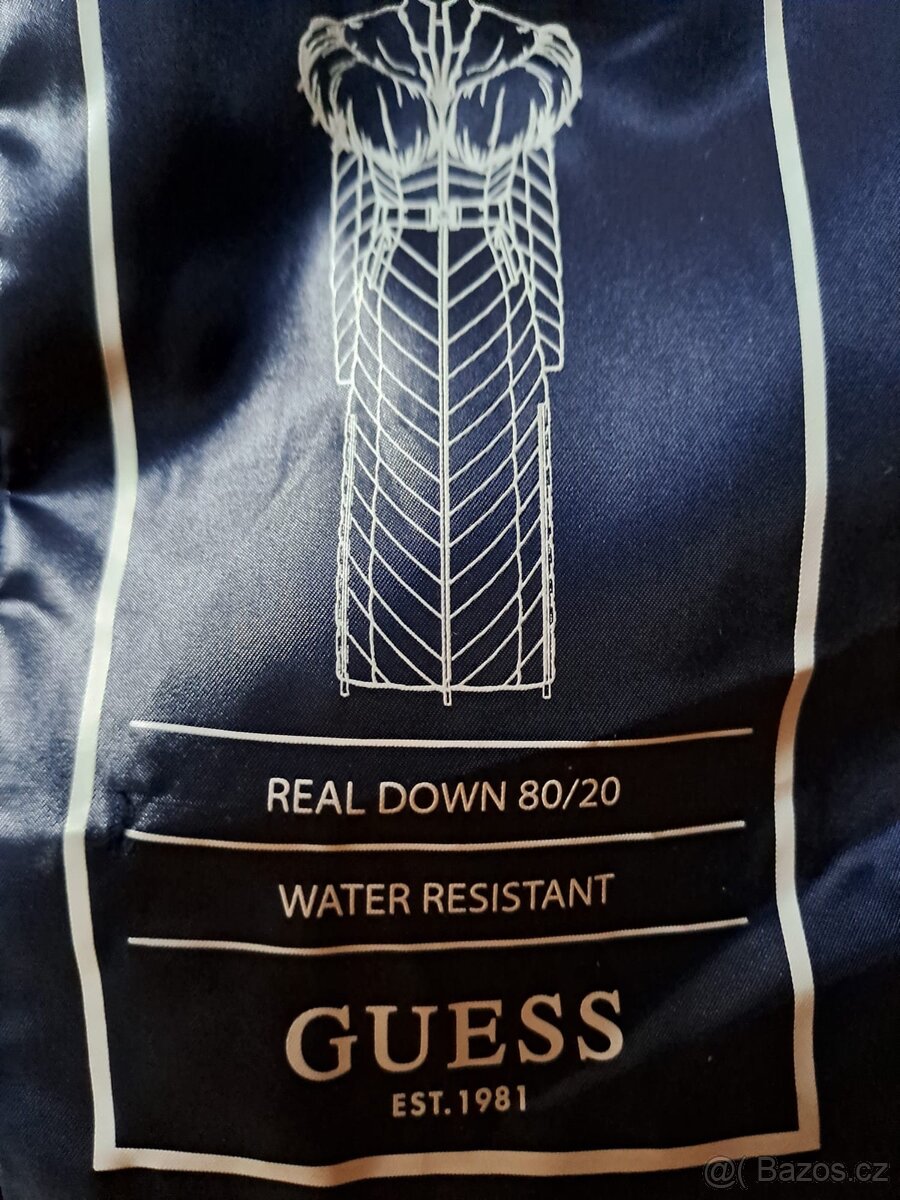 REAL DOWN 80/20
WATER RESISTANT
GUESS
EST. 1981
@( Bazos.cz